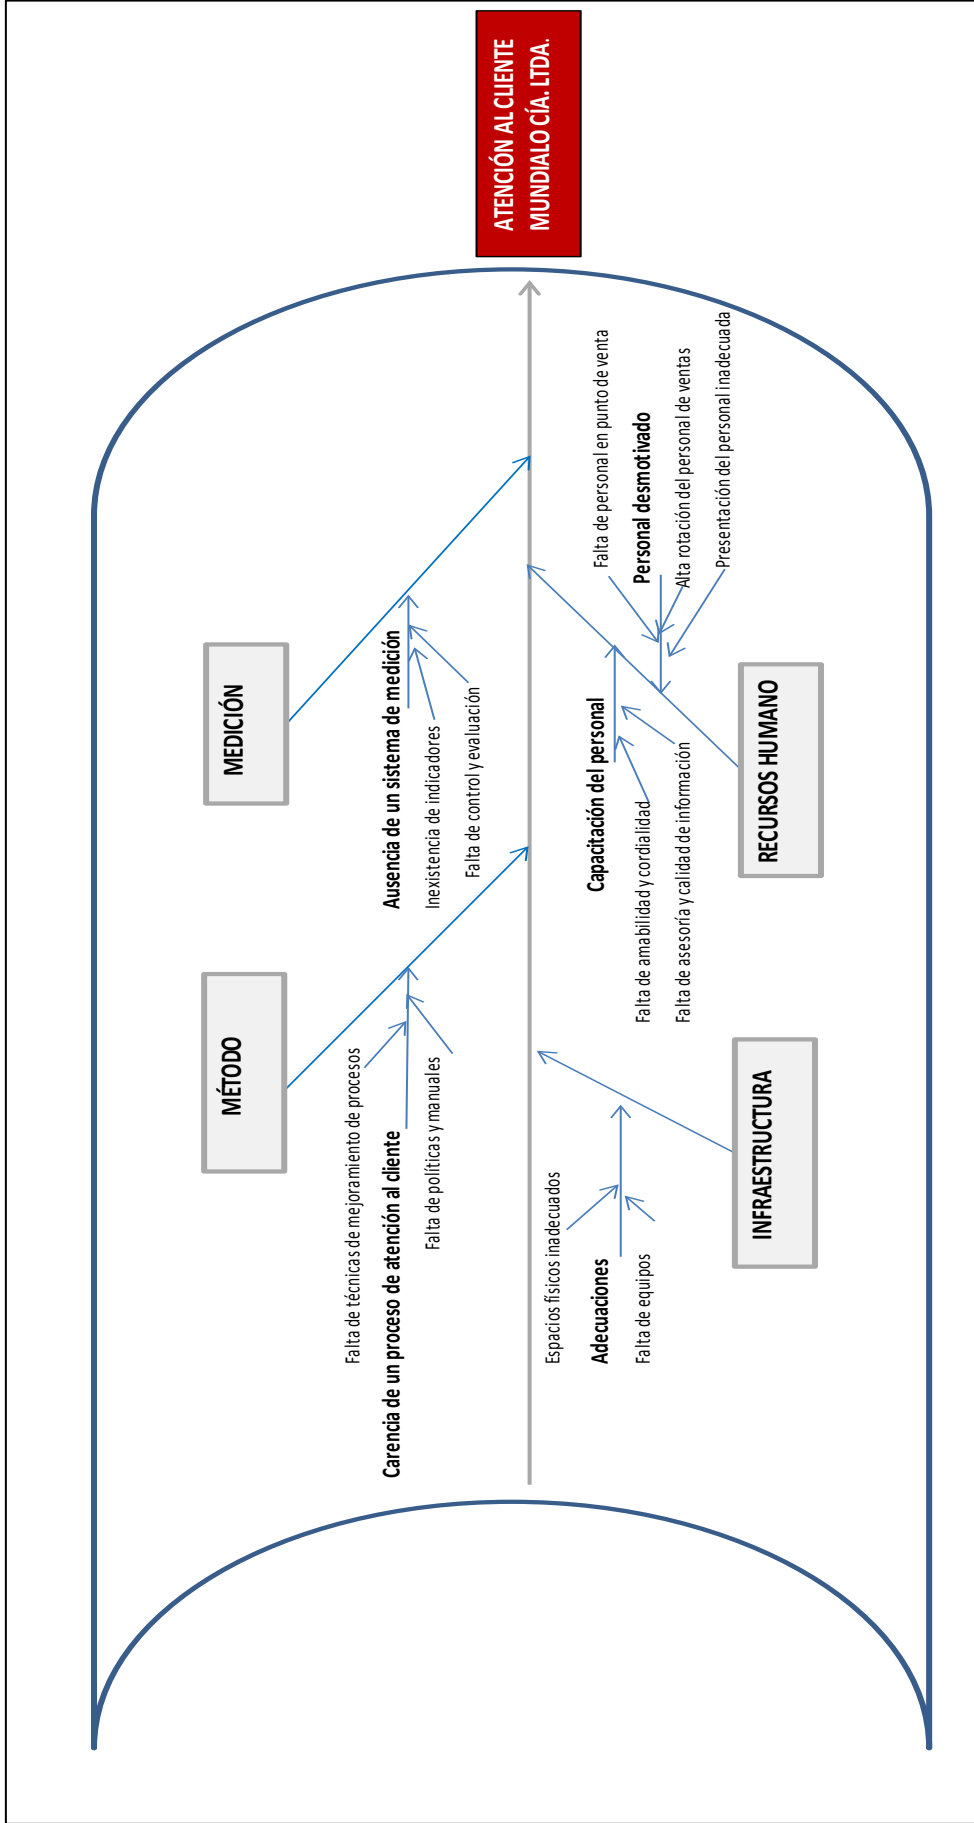 ATENCIÓN AL CLIENTE
MUNDIALO CÍA. LTDA.
MÉTODO
Falta de técnicas de mejoramiento de procesos
Carencia de un proceso de atención al cliente
Falta de políticas y manuales
MEDICIÓN
Ausencia de un sistema de medición
Inexistencia de indicadores
Falta de control y evaluación
INFRAESTRUCTURA
Espacios físicos inadecuados
Adecuaciones
Falta de equipos
RECURSOS HUMANO
Capacitación del personal
Falta de amabilidad y cordialidad
Falta de asesoría y calidad de información
Falta de personal en punto de venta
Personal desmotivado
Alta rotación del personal de ventas
Presentación del personal inadecuada